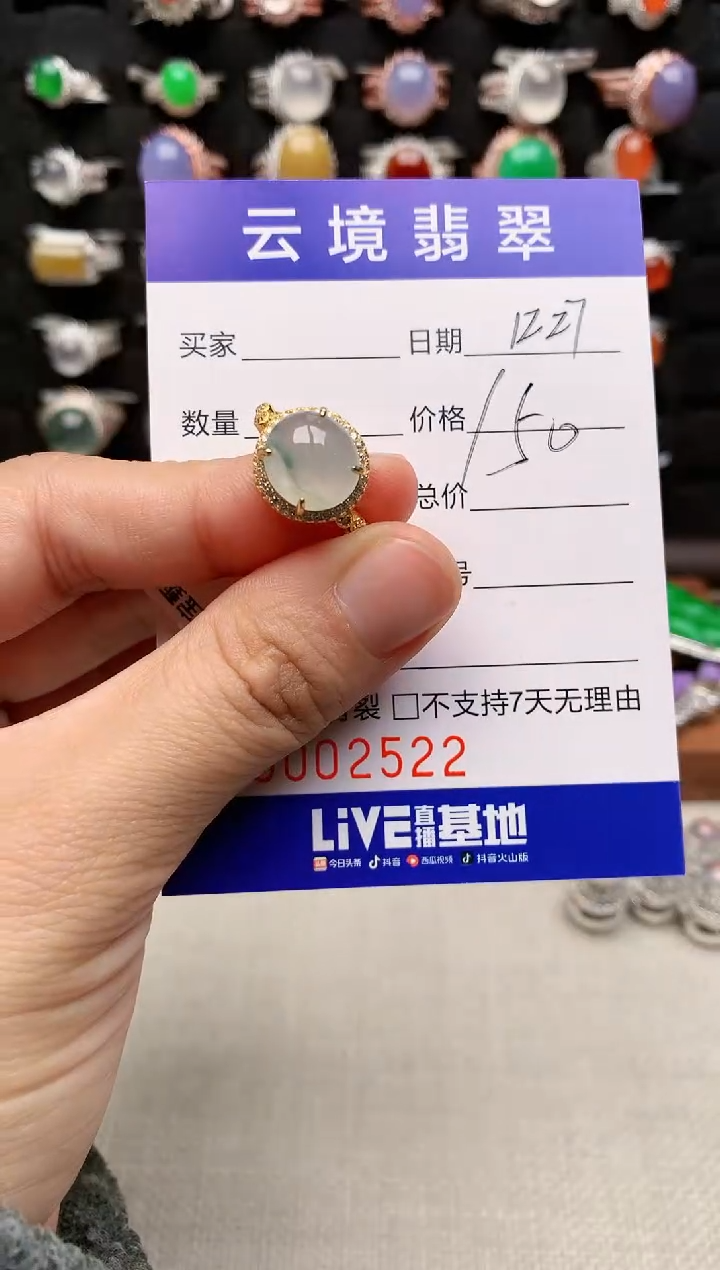 云境翡翠
买家 日期 1227
数量 价格 150
总价
号
裂 □不支持7天无理由
002522
LiVE直播基地
今日头条 抖音 西瓜视频 抖音火山版